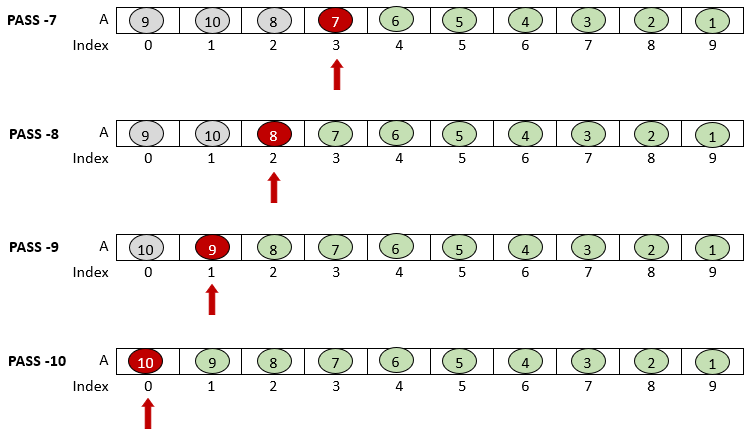 PASS -7 A 9 10 8 7 6 5 4 3 2 1
Index 0 1 2 3 4 5 6 7 8 9
PASS -8 A 9 10 8 7 6 5 4 3 2 1
Index 0 1 2 3 4 5 6 7 8 9
PASS -9 A 10 9 8 7 6 5 4 3 2 1
Index 0 1 2 3 4 5 6 7 8 9
PASS -10 A 10 9 8 7 6 5 4 3 2 1
Index 0 1 2 3 4 5 6 7 8 9